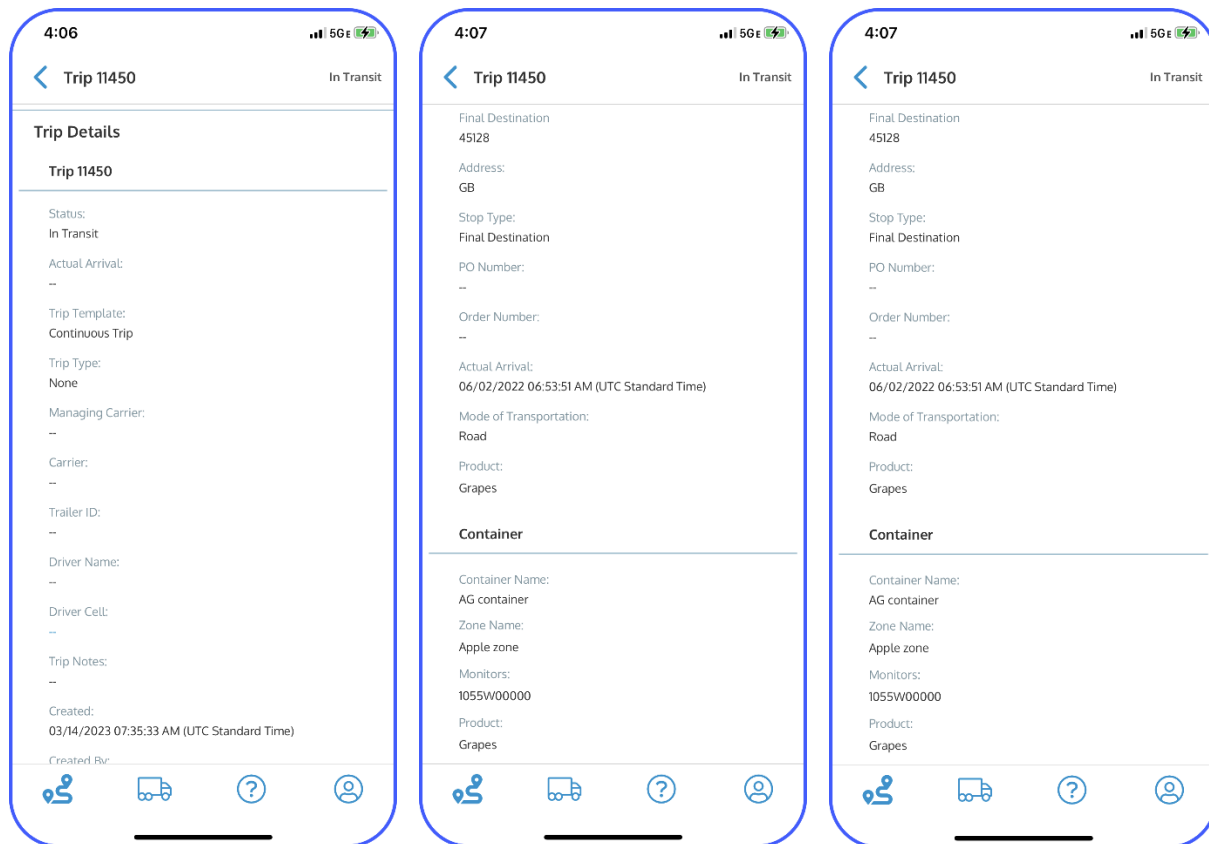 4:06
5GE
Trip 11450
In Transit
Trip Details
Trip 11450
Status:
In Transit
Actual Arrival:
--
Trip Template:
Continuous Trip
Trip Type:
None
Managing Carrier:
--
Carrier:
--
Trailer ID:
--
Driver Name:
--
Driver Cell:
--
Trip Notes:
--
Created:
03/14/2023 07:35:33 AM (UTC Standard Time)
Created By:
4:07
5GE
Trip 11450
In Transit
Final Destination
45128
Address:
GB
Stop Type:
Final Destination
PO Number:
--
Order Number:
--
Actual Arrival:
06/02/2022 06:53:51 AM (UTC Standard Time)
Mode of Transportation:
Road
Product:
Grapes
Container
Container Name:
AG container
Zone Name:
Apple zone
Monitors:
1055W00000
Product:
Grapes
4:07
5GE
Trip 11450
In Transit
Final Destination
45128
Address:
GB
Stop Type:
Final Destination
PO Number:
--
Order Number:
--
Actual Arrival:
06/02/2022 06:53:51 AM (UTC Standard Time)
Mode of Transportation:
Road
Product:
Grapes
Container
Container Name:
AG container
Zone Name:
Apple zone
Monitors:
1055W00000
Product:
Grapes